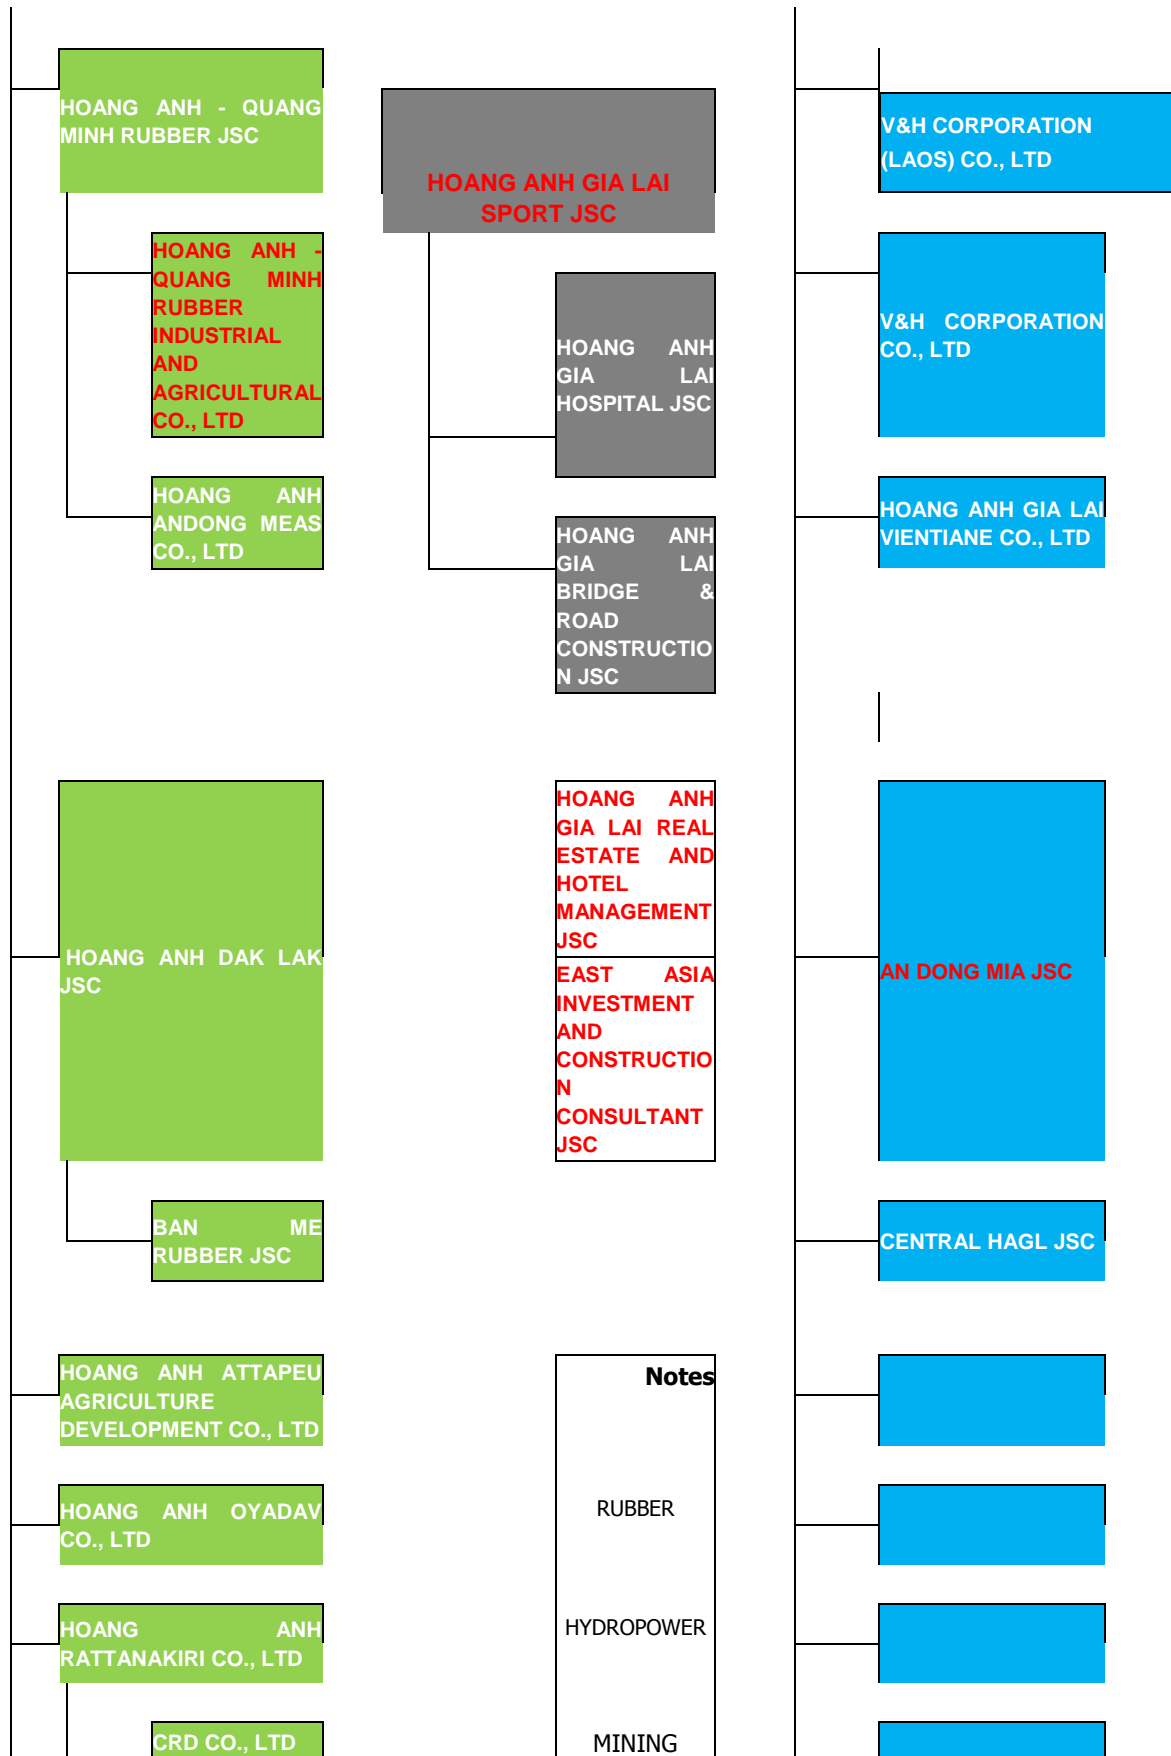 HOANG ANH - QUANG
MINH RUBBER JSC
HOANG ANH -
QUANG MINH
RUBBER
INDUSTRIAL
AND
AGRICULTURAL
CO., LTD
HOANG ANH
ANDONG MEAS
CO., LTD
HOANG ANH DAK LAK
JSC
BAN ME
RUBBER JSC
HOANG ANH ATTAPEU
AGRICULTURE
DEVELOPMENT CO., LTD
HOANG ANH OYADAV
CO., LTD
HOANG ANH
RATTANAKIRI CO., LTD
CRD CO., LTD
HOANG ANH GIA LAI
SPORT JSC
HOANG ANH
GIA LAI
HOSPITAL JSC
HOANG ANH
GIA LAI
BRIDGE &
ROAD
CONSTRUCTIO
N JSC
HOANG ANH
GIA LAI REAL
ESTATE AND
HOTEL
MANAGEMENT
JSC
EAST ASIA
INVESTMENT
AND
CONSTRUCTIO
N
CONSULTANT
JSC
Notes
RUBBER
HYDROPOWER
MINING
V&H CORPORATION
(LAOS) CO., LTD
V&H CORPORATION
CO., LTD
HOANG ANH GIA LAI
VIENTIANE CO., LTD
AN DONG MIA JSC
CENTRAL HAGL JSC